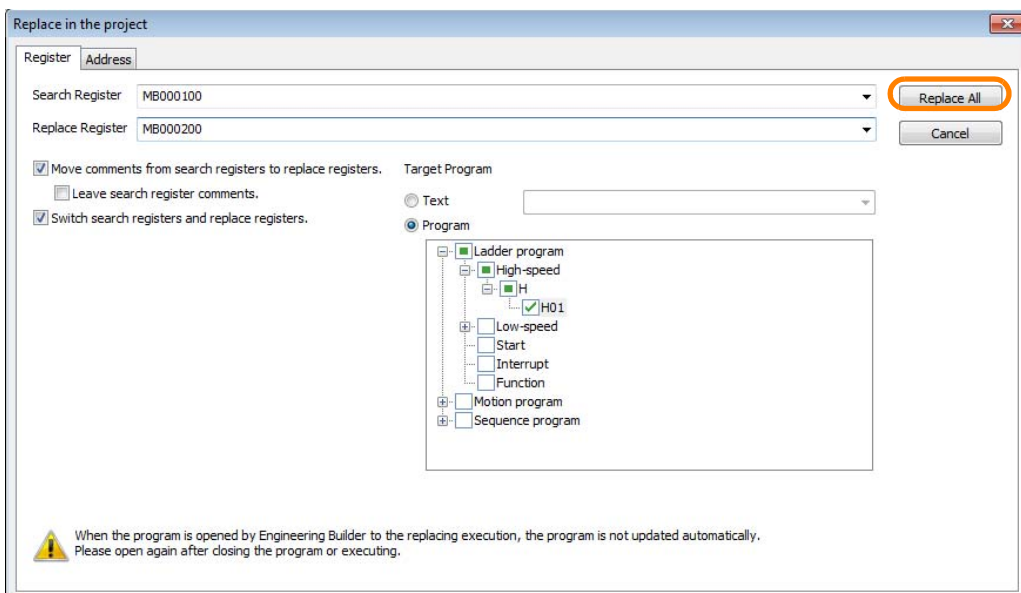 Replace in the project
Register Address
Search Register MB000100 Replace All
Replace Register MB000200 Cancel
Move comments from search registers to replace registers.
Leave search register comments.
Switch search registers and replace registers.
Target Program
Text
Program
Ladder program
High-speed
H
H01
Low-speed
Start
Interrupt
Function
Motion program
Sequence program
When the program is opened by Engineering Builder to the replacing execution, the program is not updated automatically.
Please open again after closing the program or executing.